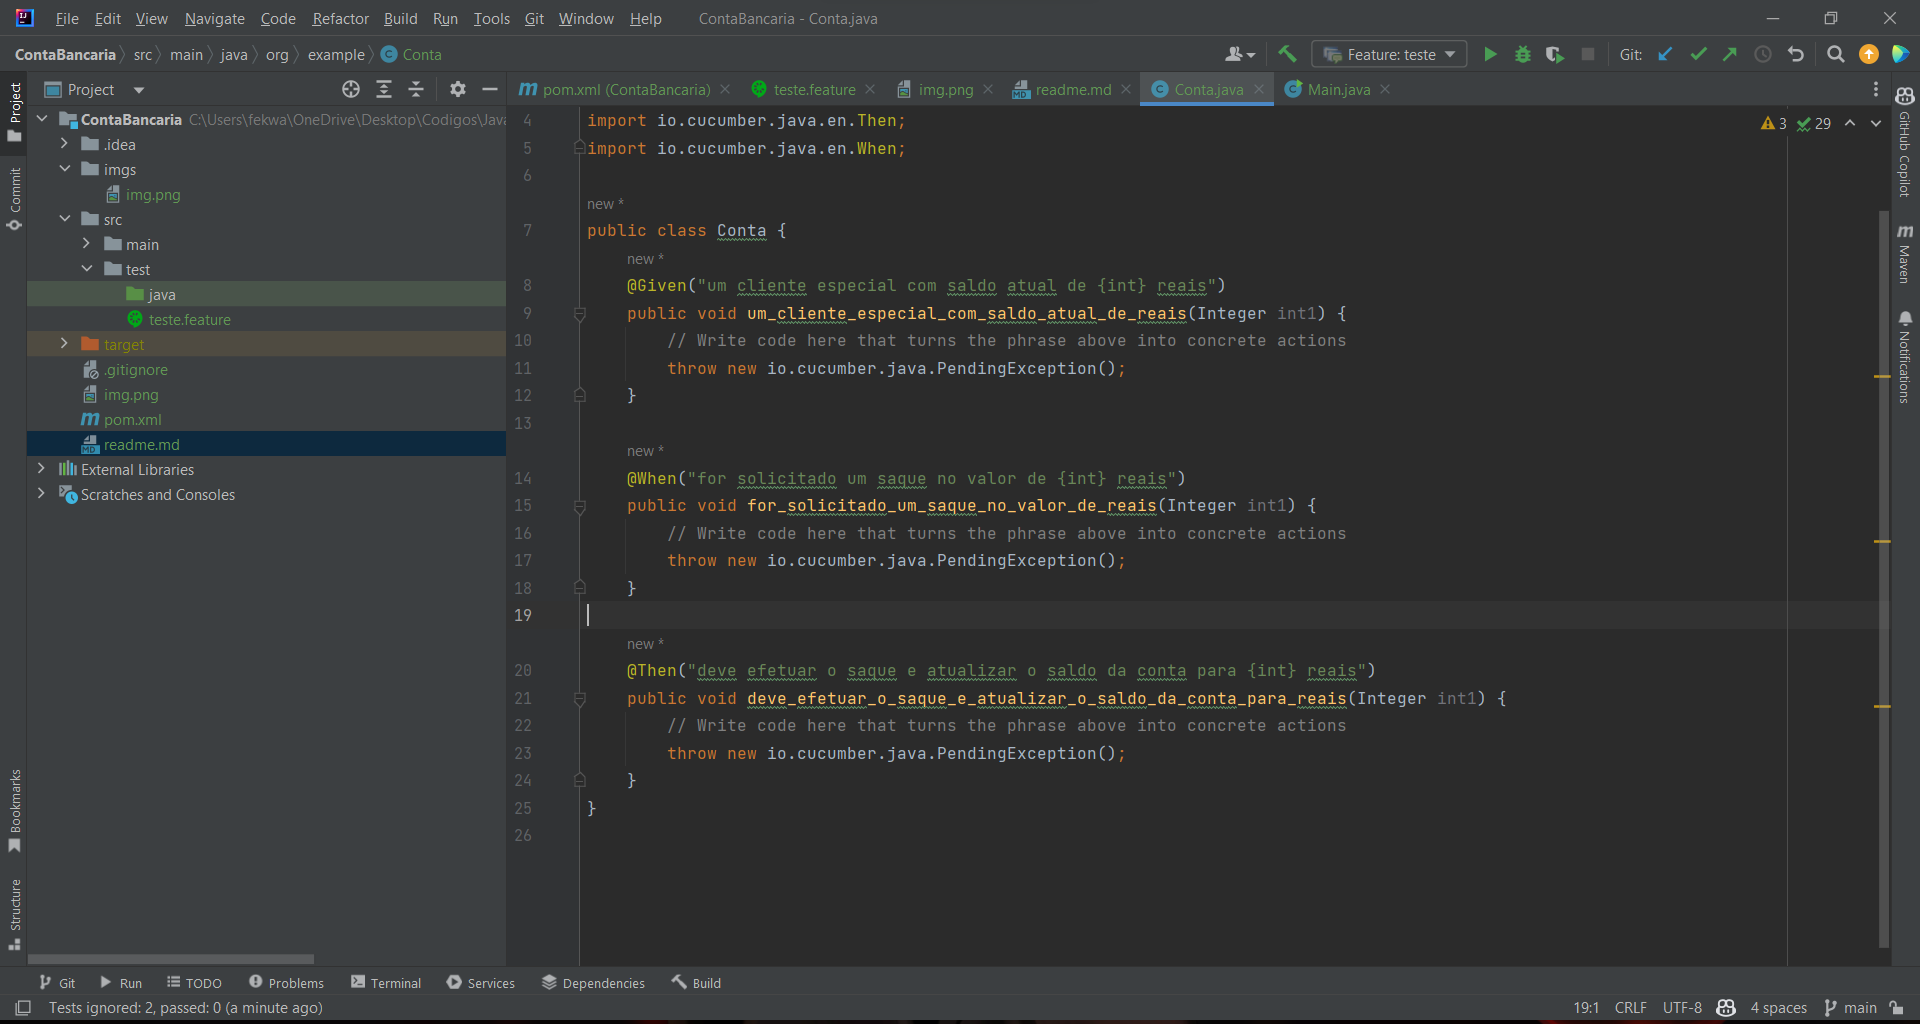 File Edit View Navigate Code Refactor Build Run Tools Git Window Help ContaBancaria - Conta.java
ContaBancaria src main java org example Conta Feature: teste Git:
Project
pom.xml (ContaBancaria) teste.feature img.png readme.md Conta.java Main.java
ContaBancaria C:\Users\fekwa\OneDrive\Desktop\Codigos\Java
.idea
imgs
img.png
src
main
test
java
teste.feature
target
.gitignore
img.png
pom.xml
readme.md
External Libraries
Scratches and Consoles
Project
Commit
Bookmarks
Structure
3 29
4 import io.cucumber.java.en.Then;
5 import io.cucumber.java.en.When;
6
new *
7 public class Conta {
new *
8 @Given("um cliente especial com saldo atual de {int} reais")
9 public void um_cliente_especial_com_saldo_atual_de_reais(Integer int1) {
10 // Write code here that turns the phrase above into concrete actions
11 throw new io.cucumber.java.PendingException();
12 }
13
new *
14 @When("for solicitado um saque no valor de {int} reais")
15 public void for_solicitado_um_saque_no_valor_de_reais(Integer int1) {
16 // Write code here that turns the phrase above into concrete actions
17 throw new io.cucumber.java.PendingException();
18 }
19
new *
20 @Then("deve efetuar o saque e atualizar o saldo da conta para {int} reais")
21 public void deve_efetuar_o_saque_e_atualizar_o_saldo_da_conta_para_reais(Integer int1) {
22 // Write code here that turns the phrase above into concrete actions
23 throw new io.cucumber.java.PendingException();
24 }
25 }
26
GitHub Copilot
Maven
Notifications
Git Run TODO Problems Terminal Services Dependencies Build
Tests ignored: 2, passed: 0 (a minute ago) 19:1 CRLF UTF-8 4 spaces main